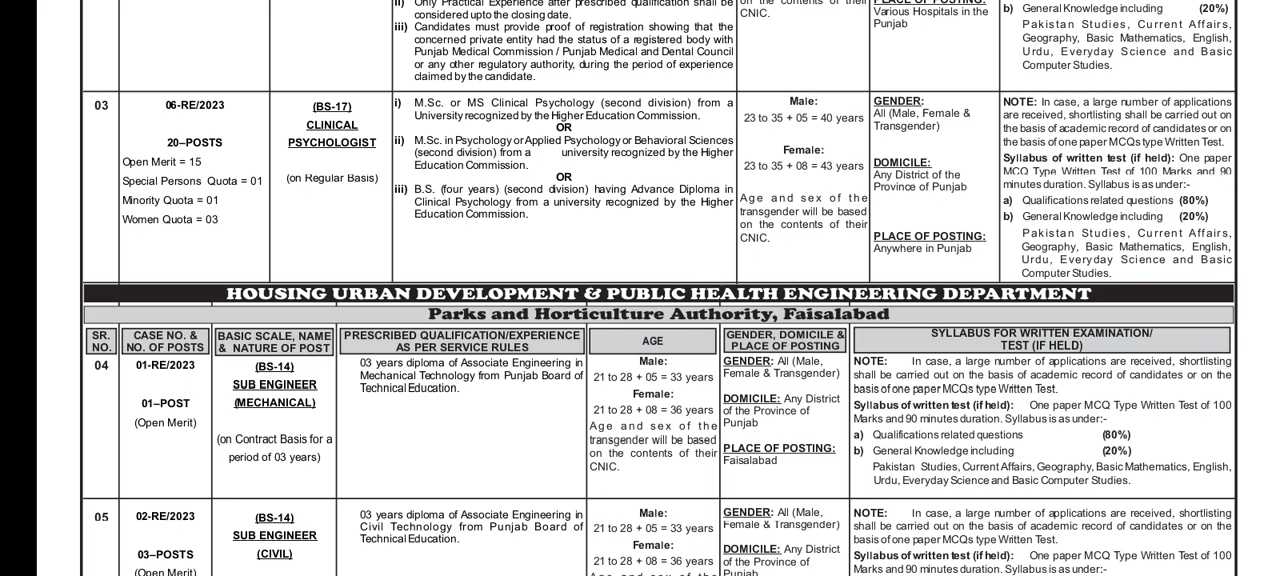 ii) Only Practical Experience after prescribed qualification shall be
considered upto the closing date.
iii) Candidates must provide proof of registration showing that the
concerned private entity had the status of a registered body with
Punjab Medical Commission / Punjab Medical and Dental Council
or any other regulatory authority, during the period of experience
claimed by the candidate.
on the contents of their
CNIC.
PLACE OF POSTING:
Various Hospitals in the
Punjab
b) General Knowledge including (20%)
Pakistan Studies, Current Affairs,
Geography, Basic Mathematics, English,
Urdu, Everyday Science and Basic
Computer Studies.
03
06-RE/2023
20–POSTS
Open Merit = 15
Special Persons Quota = 01
Minority Quota = 01
Women Quota = 03
(BS-17)
CLINICAL
PSYCHOLOGIST
(on Regular Basis)
i) M.Sc. or MS Clinical Psychology (second division) from a
University recognized by the Higher Education Commission.
OR
ii) M.Sc. in Psychology or Applied Psychology or Behavioral Sciences
(second division) from a university recognized by the Higher
Education Commission.
OR
iii) B.S. (four years) (second division) having Advance Diploma in
Clinical Psychology from a university recognized by the Higher
Education Commission.
Male:
23 to 35 + 05 = 40 years
Female:
23 to 35 + 08 = 43 years
Age and sex of the
transgender will be based
on the contents of their
CNIC.
GENDER:
All (Male, Female &
Transgender)
DOMICILE:
Any District of the
Province of Punjab
PLACE OF POSTING:
Anywhere in Punjab
NOTE: In case, a large number of applications
are received, shortlisting shall be carried out on
the basis of academic record of candidates or on
the basis of one paper MCQs type Written Test.
Syllabus of written test (if held): One paper
MCQ Type Written Test of 100 Marks and 90
minutes duration. Syllabus is as under:-
a) Qualifications related questions (80%)
b) General Knowledge including (20%)
Pakistan Studies, Current Affairs,
Geography, Basic Mathematics, English,
Urdu, Everyday Science and Basic
Computer Studies.
HOUSING URBAN DEVELOPMENT & PUBLIC HEALTH ENGINEERING DEPARTMENT
Parks and Horticulture Authority, Faisalabad
SR.
NO.
CASE NO. &
NO. OF POSTS
BASIC SCALE, NAME
& NATURE OF POST
PRESCRIBED QUALIFICATION/EXPERIENCE
AS PER SERVICE RULES
AGE
GENDER, DOMICILE &
PLACE OF POSTING
SYLLABUS FOR WRITTEN EXAMINATION/
TEST (IF HELD)
04
01-RE/2023
01–POST
(Open Merit)
(BS-14)
SUB ENGINEER
(MECHANICAL)
(on Contract Basis for a
period of 03 years)
03 years diploma of Associate Engineering in
Mechanical Technology from Punjab Board of
Technical Education.
Male:
21 to 28 + 05 = 33 years
Female:
21 to 28 + 08 = 36 years
Age and sex of the
transgender will be based
on the contents of their
CNIC.
GENDER: All (Male,
Female & Transgender)
DOMICILE: Any District
of the Province of
Punjab
PLACE OF POSTING:
Faisalabad
NOTE: In case, a large number of applications are received, shortlisting
shall be carried out on the basis of academic record of candidates or on the
basis of one paper MCQs type Written Test.
Syllabus of written test (if held): One paper MCQ Type Written Test of 100
Marks and 90 minutes duration. Syllabus is as under:-
a) Qualifications related questions (80%)
b) General Knowledge including (20%)
Pakistan Studies, Current Affairs, Geography, Basic Mathematics, English,
Urdu, Everyday Science and Basic Computer Studies.
05
02-RE/2023
03–POSTS
(Open Merit)
(BS-14)
SUB ENGINEER
(CIVIL)
03 years diploma of Associate Engineering in
Civil Technology from Punjab Board of
Technical Education.
Male:
21 to 28 + 05 = 33 years
Female:
21 to 28 + 08 = 36 years
Age and sex of the
GENDER: All (Male,
Female & Transgender)
DOMICILE: Any District
of the Province of
Punjab
NOTE: In case, a large number of applications are received, shortlisting
shall be carried out on the basis of academic record of candidates or on the
basis of one paper MCQs type Written Test.
Syllabus of written test (if held): One paper MCQ Type Written Test of 100
Marks and 90 minutes duration. Syllabus is as under:-